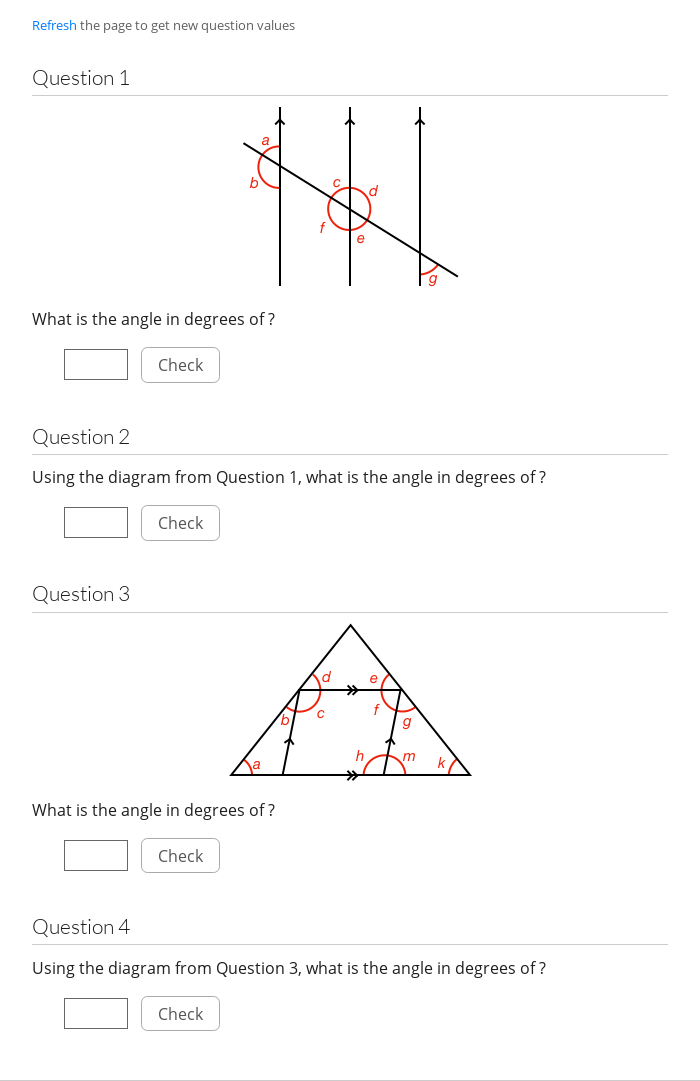 Refresh the page to get new question values
Question 1
a
b
c
d
f
e
g
What is the angle in degrees of ?
Check
Question 2
Using the diagram from Question 1, what is the angle in degrees of ?
Check
Question 3
d
e
b
c
f
g
a
h
m
k
What is the angle in degrees of ?
Check
Question 4
Using the diagram from Question 3, what is the angle in degrees of ?
Check